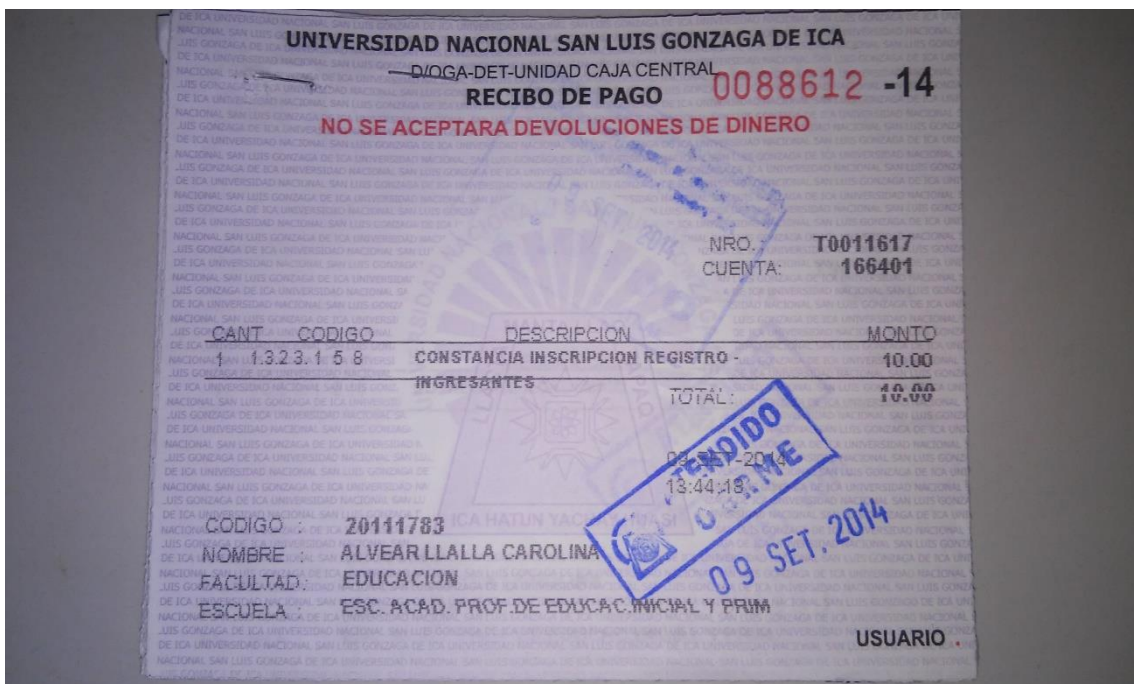 UNIVERSIDAD NACIONAL SAN LUIS GONZAGA DE ICA
D/OGA-DET-UNIDAD CAJA CENTRAL
RECIBO DE PAGO 0088612 -14
NO SE ACEPTARA DEVOLUCIONES DE DINERO
SET 2014
NRO.: T0011617
CUENTA: 166401
CANT CODIGO DESCRIPCION MONTO
1 1.3.2 3. 1 5 8 CONSTANCIA INSCRIPCION REGISTRO - 10.00
INGRESANTES
TOTAL: 10.00
09-SET-2014
13:44:18
CODIGO : 20111783
NOMBRE : ALVEAR LLALLA CAROLINA
FACULTAD: EDUCACION
ESCUELA : ESC. ACAD. PROF.DE EDUCAC.INICIAL Y PRIM
09 SET. 2014
USUARIO .